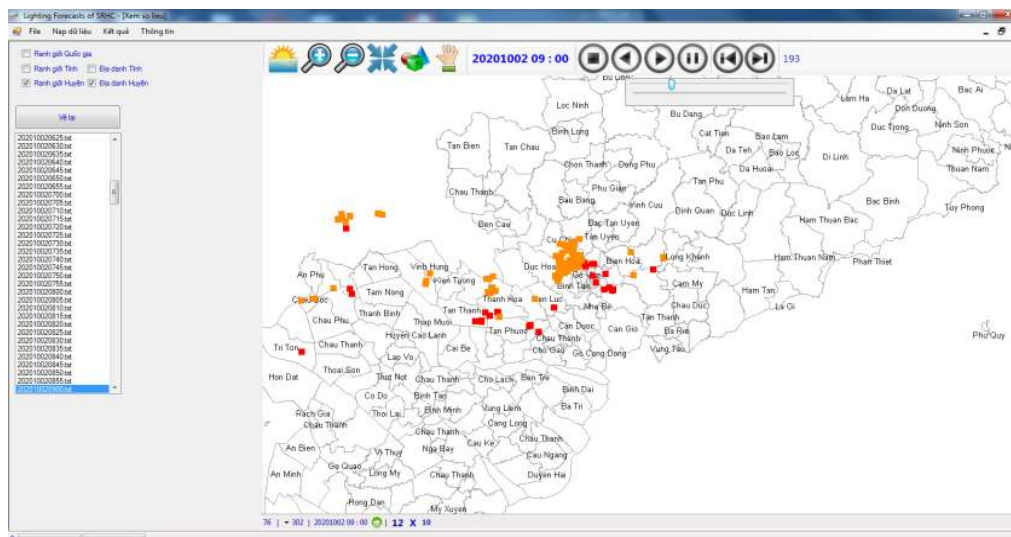 Lighting Forecasts of SRHC - [Xem so lieu]
File Nap dữ liệu Kết quả Thông tin
Ranh giới Quốc gia
Ranh giới Tỉnh Địa danh Tỉnh
Ranh giới Huyện Địa danh Huyện
Vẽ lại
20201002 09 : 00 193
202010020625.txt
202010020630.txt
202010020635.txt
202010020640.txt
202010020645.txt
202010020650.txt
202010020655.txt
202010020700.txt
202010020705.txt
202010020710.txt
202010020715.txt
202010020720.txt
202010020725.txt
202010020730.txt
202010020735.txt
202010020740.txt
202010020745.txt
202010020750.txt
202010020755.txt
202010020800.txt
202010020805.txt
202010020810.txt
202010020815.txt
202010020820.txt
202010020825.txt
202010020830.txt
202010020835.txt
202010020840.txt
202010020845.txt
202010020850.txt
202010020855.txt
202010020900.txt
Lam Ha Da Lat Bac Ai
Loc Ninh Bu Dang Don Duong
Binh Long Cat Tien Bao Lam Duc Trong Ninh Son
Tan Bien Tan Chau Da Teh Bao Loc Di Linh Ninh Phuoc
Chon Thanh Dong Phu Da Huoai Thuan Nam
Chau Thanh Phu Giao Tan Phu
Bau Bang Vinh Cuu Bac Binh
Ben Cau Bac Tan Uyen Dinh Quan Duc Linh Ham Thuan Bac Tuy Phong
Cu Chi Tan Uyen
An Phu Tan Hong Vinh Hung Duc Hoa Bien Hoa Long Khanh Ham Thuan Nam Phan Thiet
Kien Tuong Go Vap
Chau Doc Tam Nong Binh Tan Cam My Ham Tan
Thanh Hoa Ben Luc
Chau Phu Thanh Binh Tan Thanh Nha Be Chau Duc La Gi
Thap Muoi Tan Thanh
Huyen Cao Lanh Tan Phuoc Can Duoc Can Gio Ba Ria
Tri Ton Chau Thanh Cai Be Chau Thanh
Lap Vo Cho Gao Go Cong Dong Vung Tau Phu Quy
Hon Dat Thoai Son Thot Not Chau Thanh Cho Lach Ben Tre
Co Do Binh Tan Binh Dai
Rach Gia Thoi Lai Binh Minh Vung Liem Ba Tri
Chau Thanh Cang Long
An Bien Vi Thuy Chau Thanh Cau Ke Chau Thanh
Nga Bay Cau Ngang
An Minh Go Quao Long My Chau Thanh Duyen Hai
Hong Dan My Xuyen
76 | 302 | 20201002 09 : 00 | 12 X 10